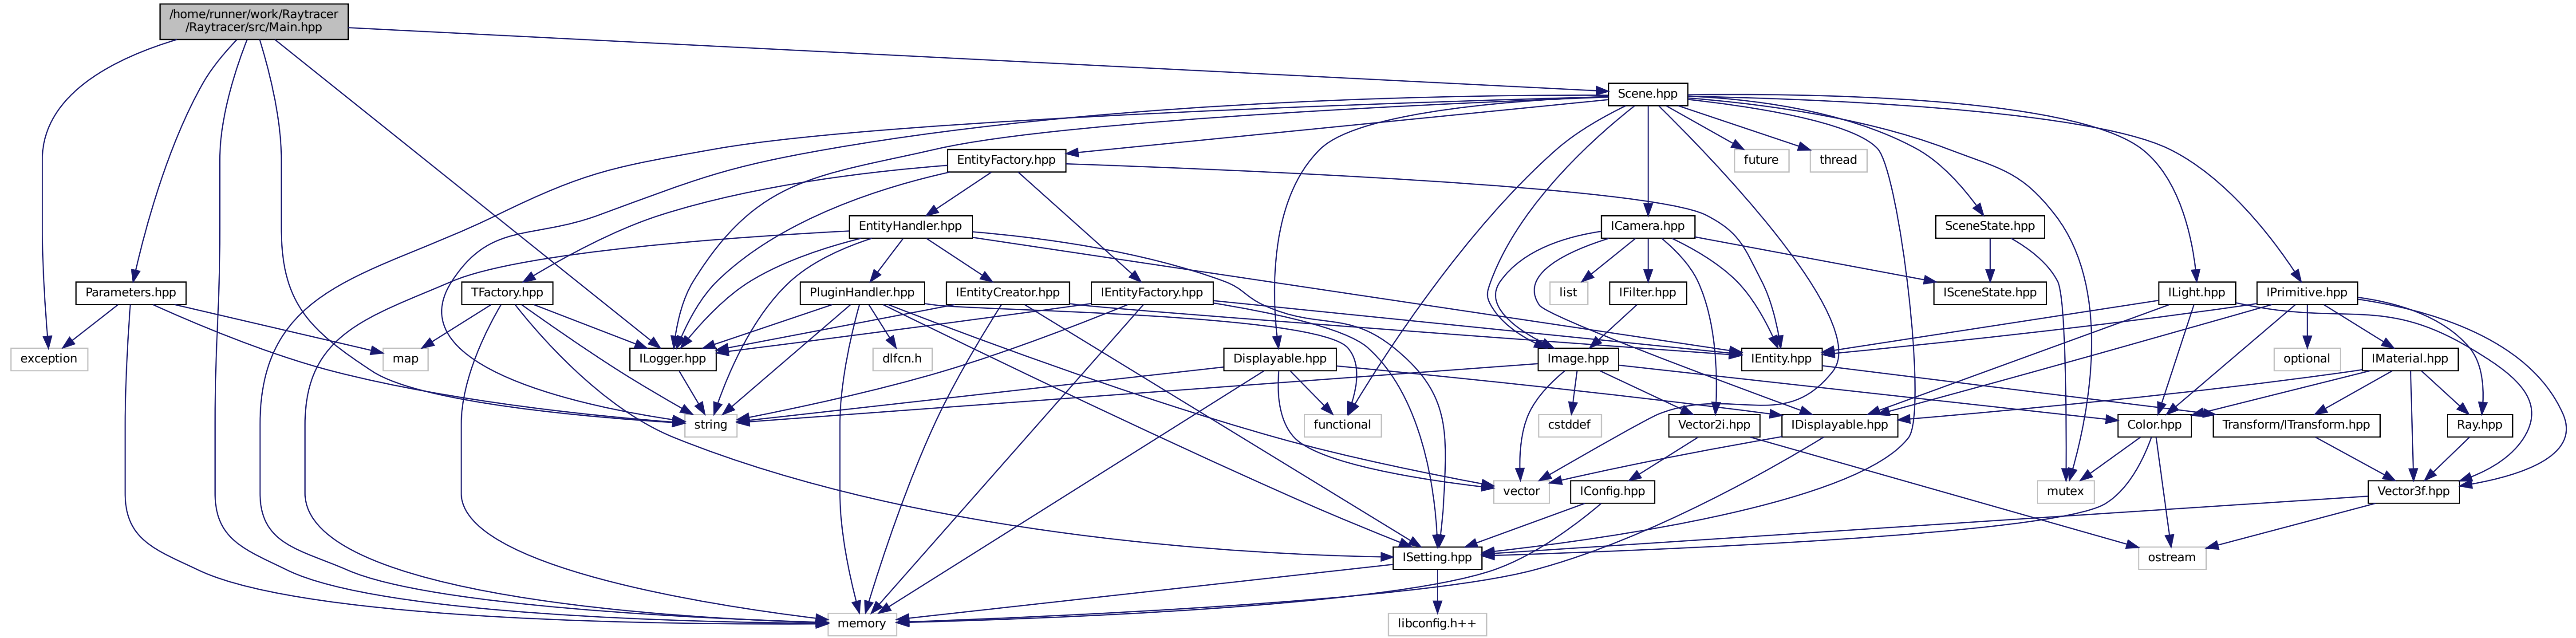 /home/runner/work/Raytracer
/Raytracer/src/Main.hpp
Scene.hpp
EntityFactory.hpp
future
thread
EntityHandler.hpp
ICamera.hpp
SceneState.hpp
Parameters.hpp
TFactory.hpp
PluginHandler.hpp
IEntityCreator.hpp
IEntityFactory.hpp
list
IFilter.hpp
ISceneState.hpp
ILight.hpp
IPrimitive.hpp
exception
map
ILogger.hpp
dlfcn.h
Displayable.hpp
Image.hpp
IEntity.hpp
optional
IMaterial.hpp
string
functional
cstddef
Vector2i.hpp
IDisplayable.hpp
Color.hpp
Transform/ITransform.hpp
Ray.hpp
vector
IConfig.hpp
mutex
Vector3f.hpp
ISetting.hpp
ostream
memory
libconfig.h++